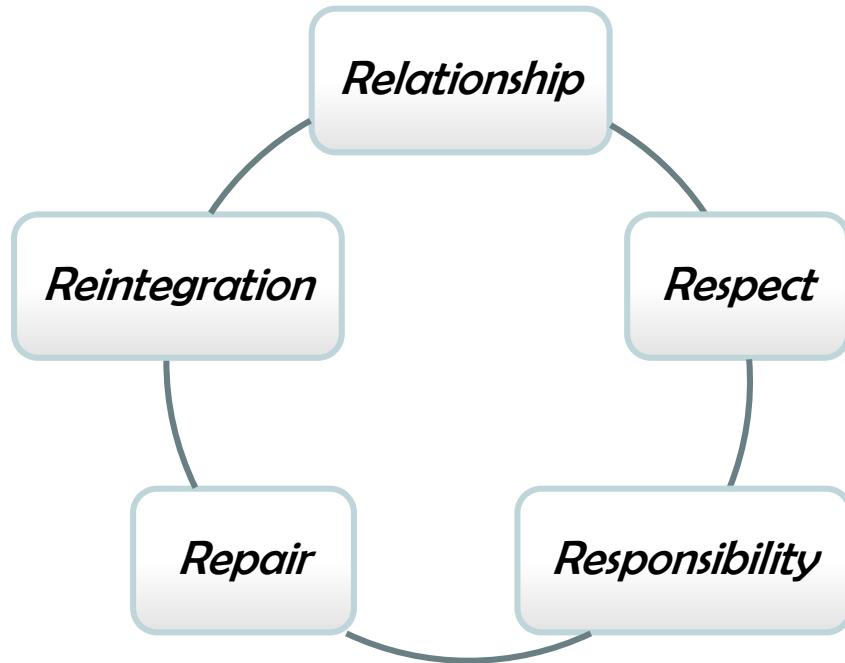 Relationship
Respect
Responsibility
Repair
Reintegration